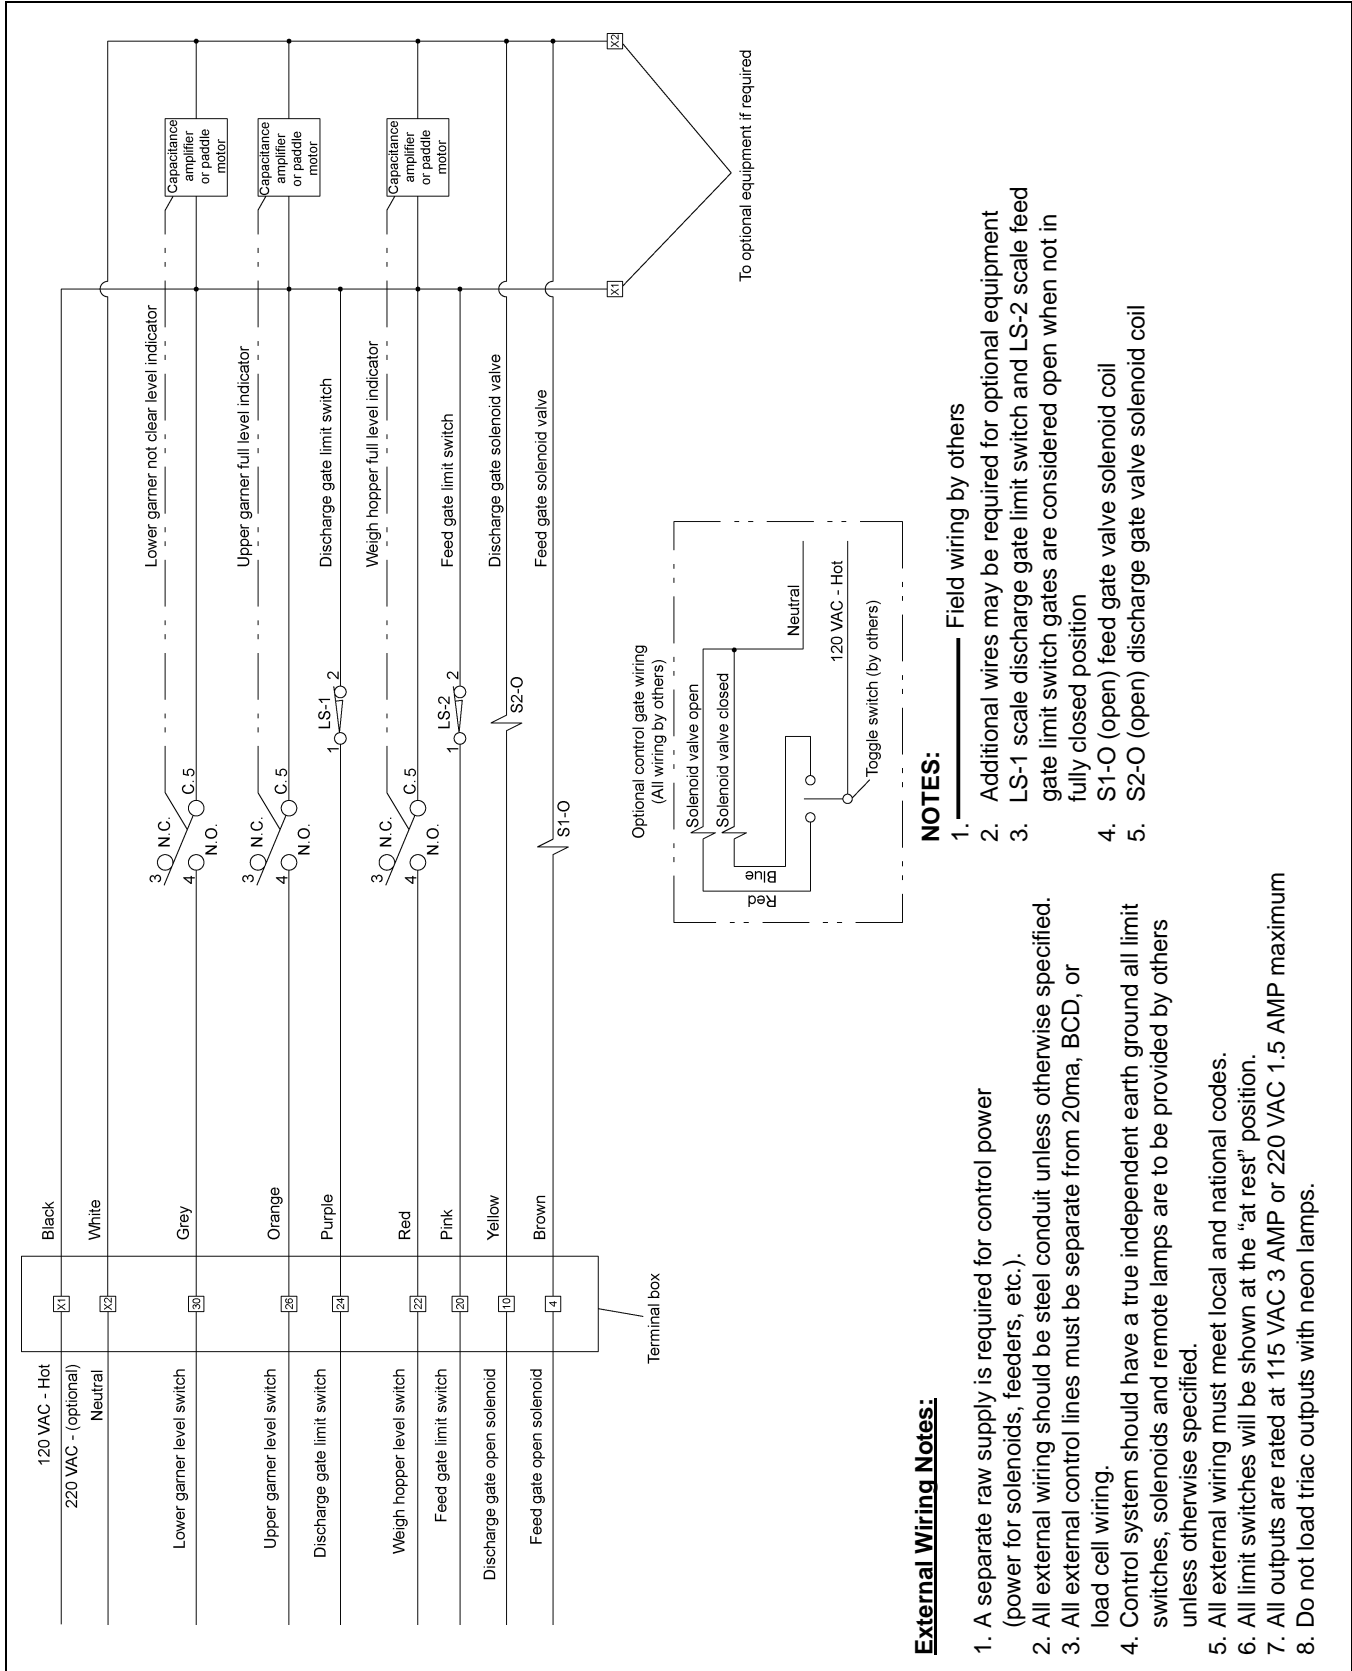 120 VAC - Hot
220 VAC - (optional)
Neutral
Lower garner level switch
Upper garner level switch
Discharge gate limit switch
Weigh hopper level switch
Feed gate limit switch
Discharge gate open solenoid
Feed gate open solenoid
X1
X2
30
26
24
22
20
10
4
Terminal box
Black
White
Grey
Orange
Purple
Red
Pink
Yellow
Brown
3
N.C.
4
N.O.
C. 5
3
N.C.
4
N.O.
C. 5
1
LS-1
2
3
N.C.
4
N.O.
C. 5
1
LS-2
2
S2-O
S1-O
Lower garner not clear level indicator
Upper garner full level indicator
Discharge gate limit switch
Weigh hopper full level indicator
Feed gate limit switch
Discharge gate solenoid valve
Feed gate solenoid valve
Capacitance
amplifier
or paddle
motor
Capacitance
amplifier
or paddle
motor
Capacitance
amplifier
or paddle
motor
X1
X2
To optional equipment if required
Optional control gate wiring
(All wiring by others)
Solenoid valve open
Solenoid valve closed
Red
Blue
Neutral
120 VAC - Hot
Toggle switch (by others)
External Wiring Notes:
1. A separate raw supply is required for control power
(power for solenoids, feeders, etc.).
2. All external wiring should be steel conduit unless otherwise specified.
3. All external control lines must be separate from 20ma, BCD, or
load cell wiring.
4. Control system should have a true independent earth ground all limit
switches, solenoids and remote lamps are to be provided by others
unless otherwise specified.
5. All external wiring must meet local and national codes.
6. All limit switches will be shown at the “at rest” position.
7. All outputs are rated at 115 VAC 3 AMP or 220 VAC 1.5 AMP maximum
8. Do not load triac outputs with neon lamps.
NOTES:
1. Field wiring by others
2. Additional wires may be required for optional equipment
3. LS-1 scale discharge gate limit switch and LS-2 scale feed
gate limit switch gates are considered open when not in
fully closed position
4. S1-O (open) feed gate valve solenoid coil
5. S2-O (open) discharge gate valve solenoid coil